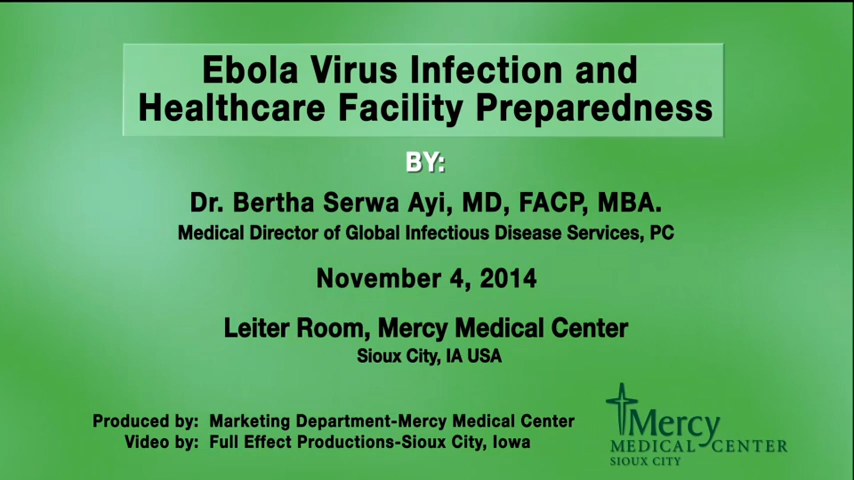 Ebola Virus Infection and
Healthcare Facility Preparedness
BY:
Dr. Bertha Serwa Ayi, MD, FACP, MBA.
Medical Director of Global Infectious Disease Services, PC
November 4, 2014
Leiter Room, Mercy Medical Center
Sioux City, IA USA
Produced by: Marketing Department-Mercy Medical Center
Video by: Full Effect Productions-Sioux City, Iowa
Mercy
MEDICAL CENTER
SIOUX CITY